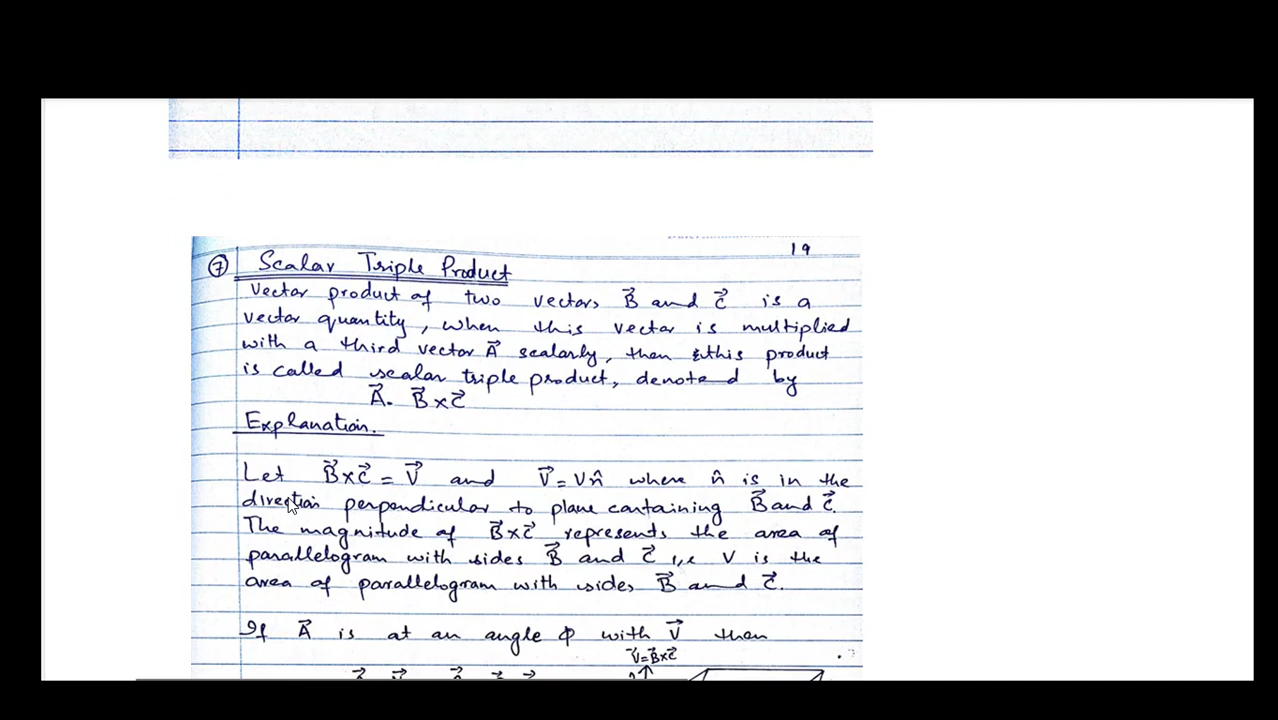 19
⑦ Scalar Triple Product
Vector product of two vectors B⃗ and C⃗ is a
vector quantity, when this vector is multiplied
with a third vector A⃗ scalarly, then this product
is called scalar triple product, denoted by
A⃗. B⃗×C⃗
Explanation.
Let B⃗×C⃗ = V⃗ and V⃗ = Vn̂ where n̂ is in the
direction perpendicular to plane containing B⃗ and C⃗.
The magnitude of B⃗×C⃗ represents the area of
parallelogram with sides B⃗ and C⃗ i,e V is the
area of parallelogram with sides B⃗ and C⃗.
If A⃗ is at an angle φ with V⃗ then
V⃗=B⃗×C⃗